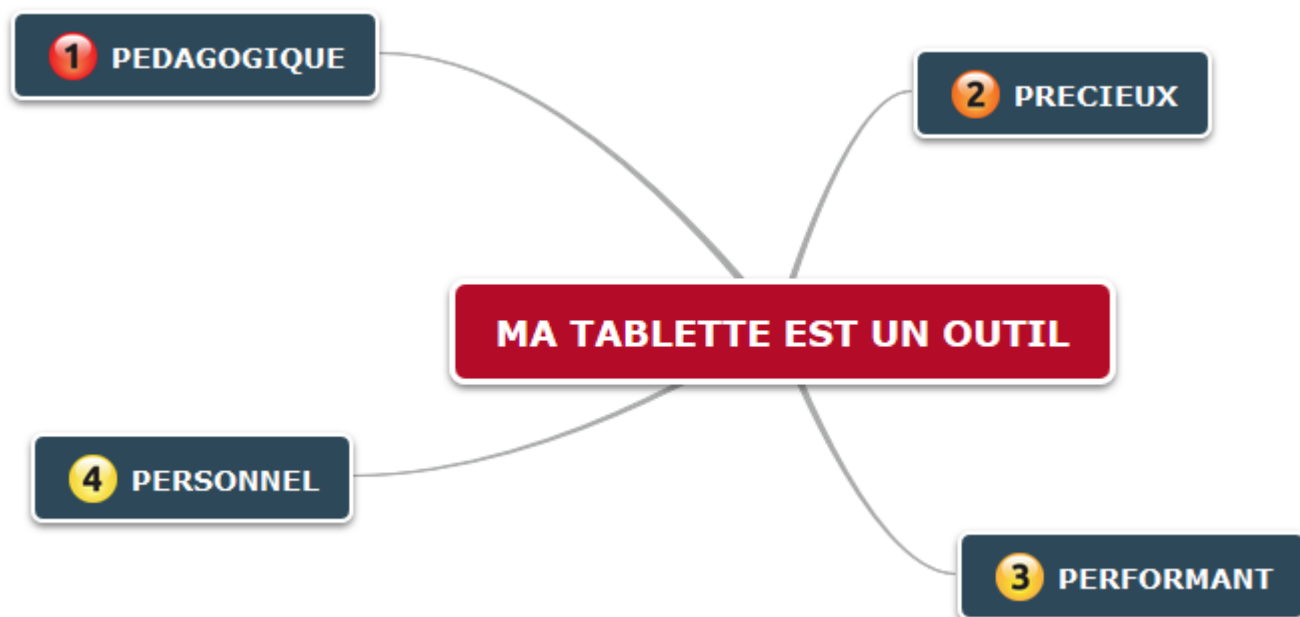 1 PEDAGOGIQUE
2 PRECIEUX
MA TABLETTE EST UN OUTIL
4 PERSONNEL
3 PERFORMANT